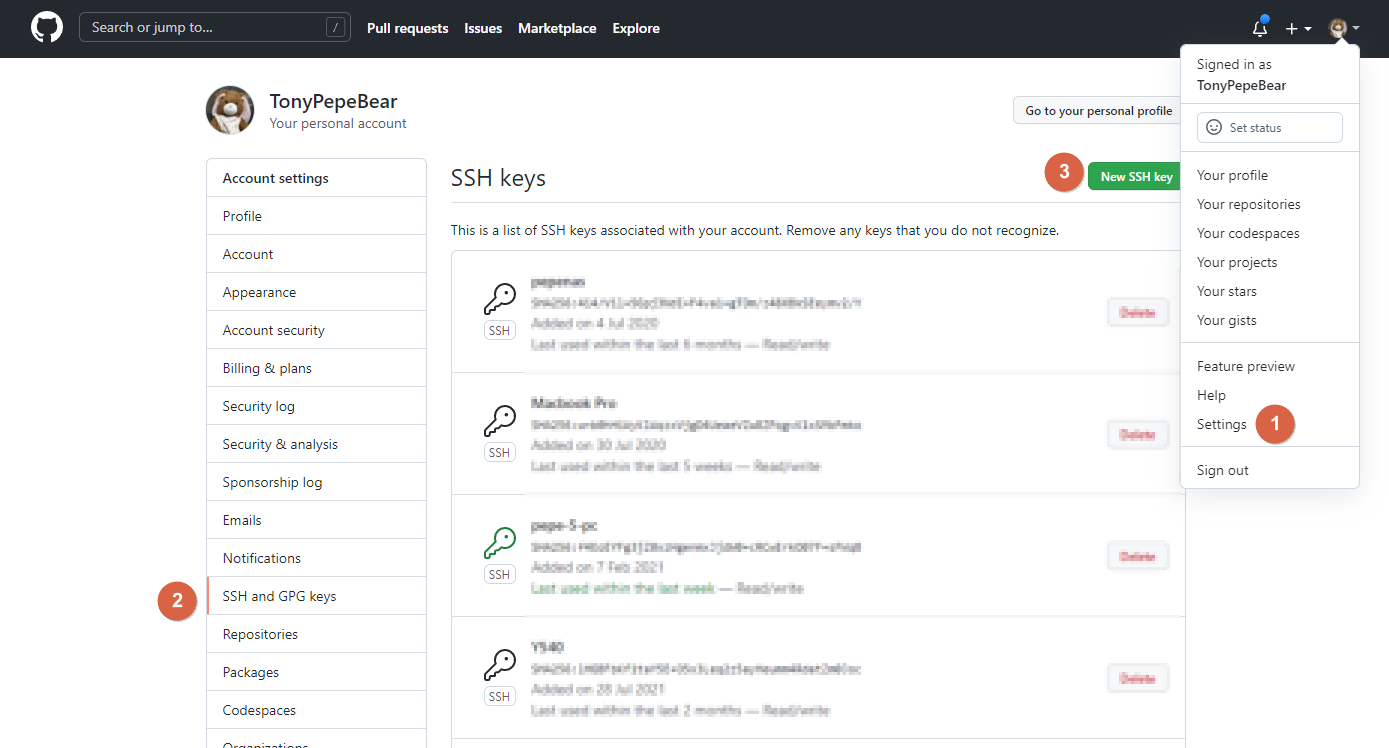 Search or jump to...
/
Pull requests
Issues
Marketplace
Explore
Signed in as
TonyPepeBear
Set status
Your profile
Your repositories
Your codespaces
Your projects
Your stars
Your gists
Feature preview
Help
Settings
1
Sign out
TonyPepeBear
Your personal account
Go to your personal profile
Account settings
Profile
Account
Appearance
Account security
Billing & plans
Security log
Security & analysis
Sponsorship log
Emails
Notifications
2
SSH and GPG keys
Repositories
Packages
Codespaces
Organizations
SSH keys
3
New SSH key
This is a list of SSH keys associated with your account. Remove any keys that you do not recognize.
SSH
pepenas
Added on 4 Jul 2020
Last used within the last 6 months — Read/write
Delete
SSH
Macbook Pro
Added on 30 Jul 2020
Last used within the last 5 weeks — Read/write
Delete
SSH
pepe-5-pc
Added on 7 Feb 2021
Last used within the last week — Read/write
Delete
SSH
Y540
Added on 28 Jul 2021
Last used within the last 2 months — Read/write
Delete